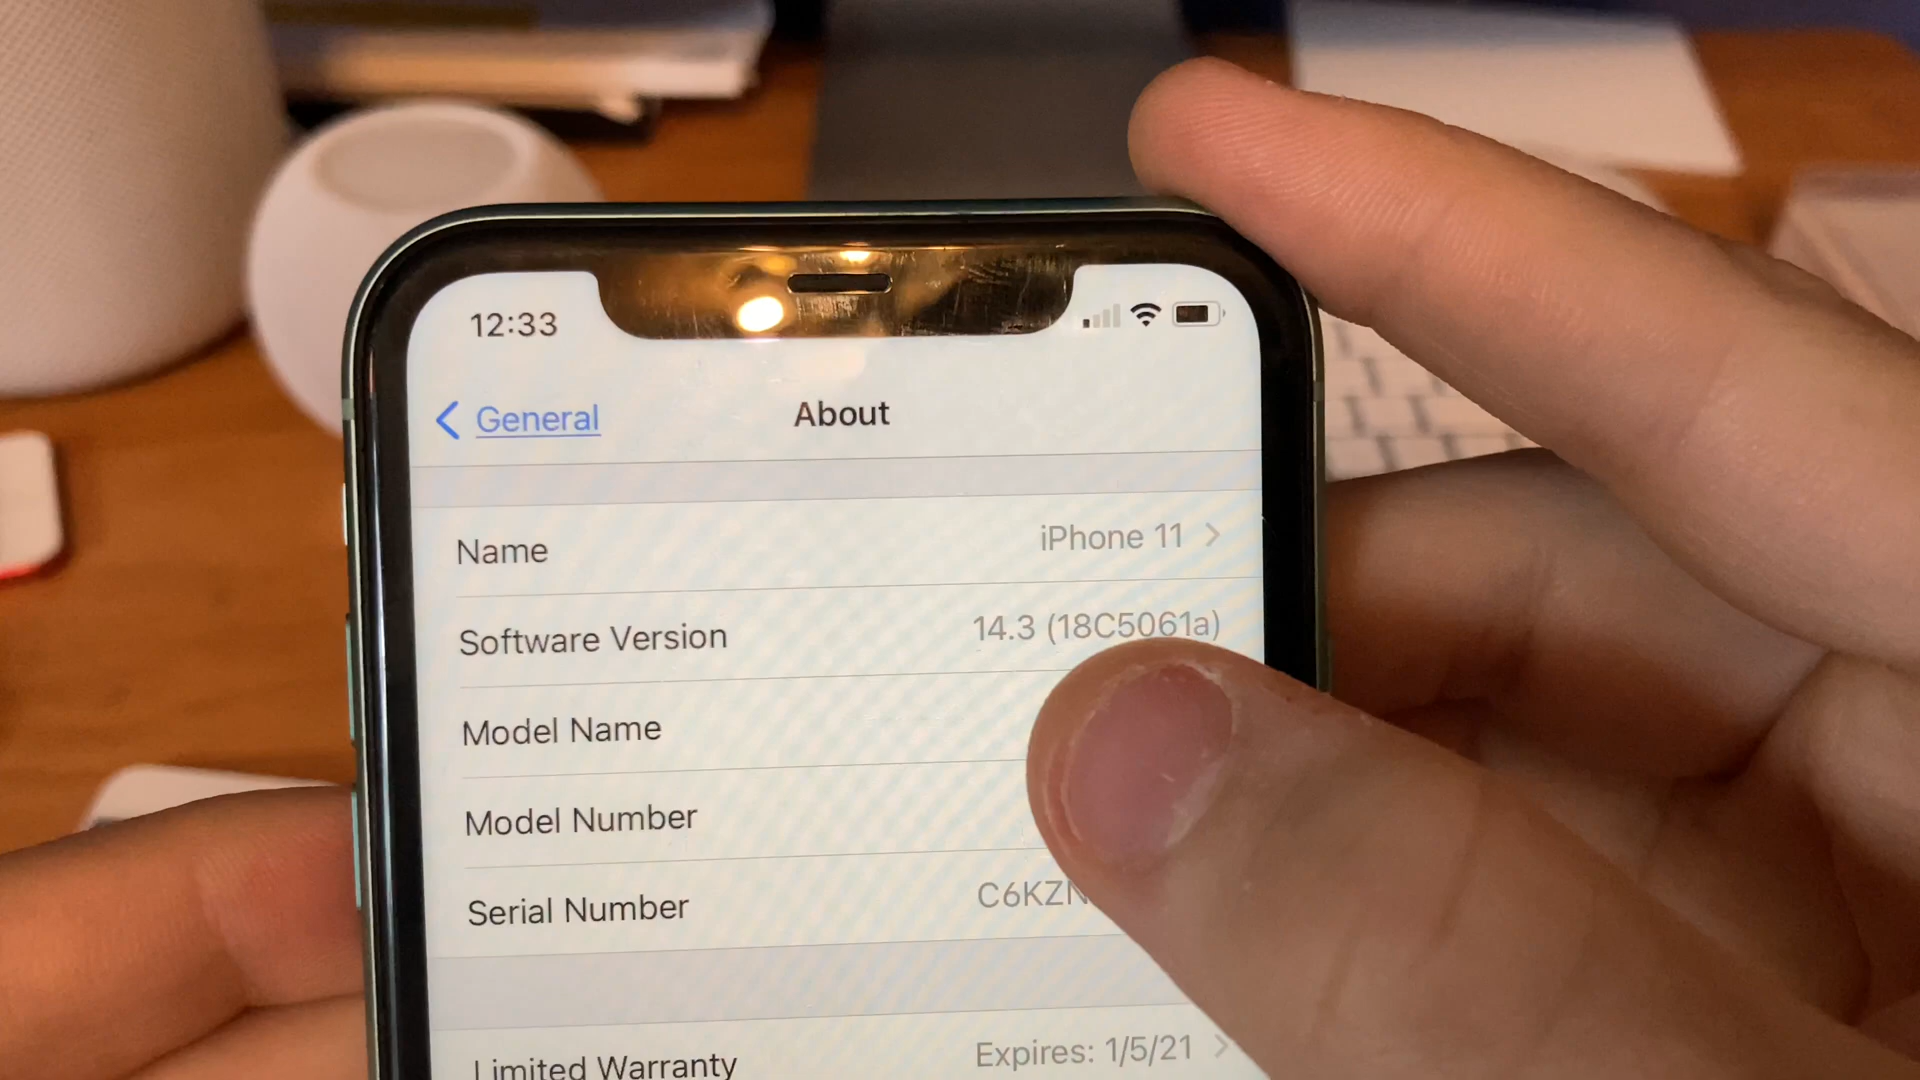 12:33
General
About
Name iPhone 11
Software Version 14.3 (18C5061a)
Model Name
Model Number
Serial Number C6KZN
Limited Warranty Expires: 1/5/21